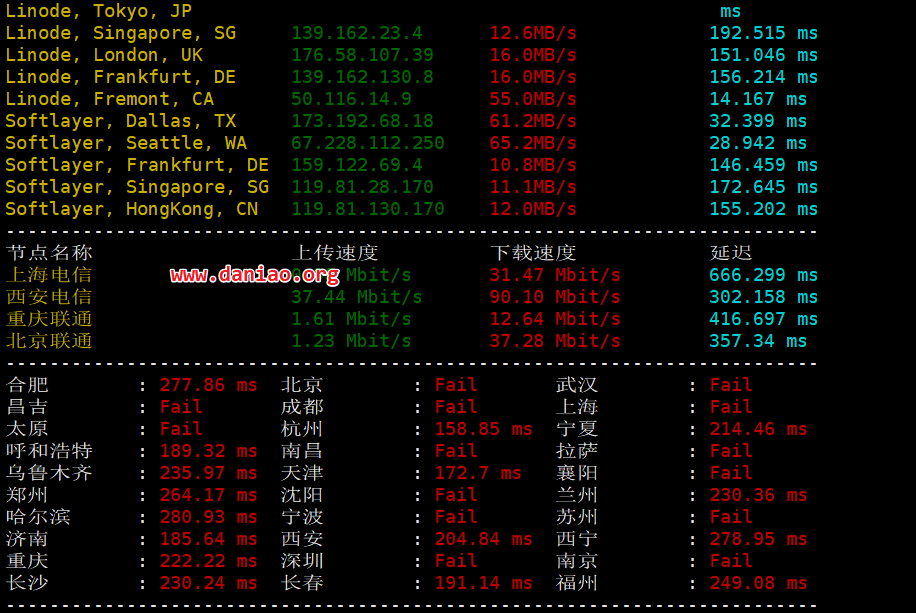 Linode, Tokyo, JP ms
Linode, Singapore, SG 139.162.23.4 12.6MB/s 192.515 ms
Linode, London, UK 176.58.107.39 16.0MB/s 151.046 ms
Linode, Frankfurt, DE 139.162.130.8 16.0MB/s 156.214 ms
Linode, Fremont, CA 50.116.14.9 55.0MB/s 14.167 ms
Softlayer, Dallas, TX 173.192.68.18 61.2MB/s 32.399 ms
Softlayer, Seattle, WA 67.228.112.250 65.2MB/s 28.942 ms
Softlayer, Frankfurt, DE 159.122.69.4 10.8MB/s 146.459 ms
Softlayer, Singapore, SG 119.81.28.170 11.1MB/s 172.645 ms
Softlayer, HongKong, CN 119.81.130.170 12.0MB/s 155.202 ms
--------------------------------------------------------------------------
节点名称 上传速度 下载速度 延迟
上海电信 www.daniao.org Mbit/s 31.47 Mbit/s 666.299 ms
西安电信 37.44 Mbit/s 90.10 Mbit/s 302.158 ms
重庆联通 1.61 Mbit/s 12.64 Mbit/s 416.697 ms
北京联通 1.23 Mbit/s 37.28 Mbit/s 357.34 ms
--------------------------------------------------------------------------
合肥 : 277.86 ms 北京 : Fail 武汉 : Fail
昌吉 : Fail 成都 : Fail 上海 : Fail
太原 : Fail 杭州 : 158.85 ms 宁夏 : 214.46 ms
呼和浩特 : 189.32 ms 南昌 : Fail 拉萨 : Fail
乌鲁木齐 : 235.97 ms 天津 : 172.7 ms 襄阳 : Fail
郑州 : 264.17 ms 沈阳 : Fail 兰州 : 230.36 ms
哈尔滨 : 280.93 ms 宁波 : Fail 苏州 : Fail
济南 : 185.64 ms 西安 : 204.84 ms 西宁 : 278.95 ms
重庆 : 222.22 ms 深圳 : Fail 南京 : Fail
长沙 : 230.24 ms 长春 : 191.14 ms 福州 : 249.08 ms
--------------------------------------------------------------------------